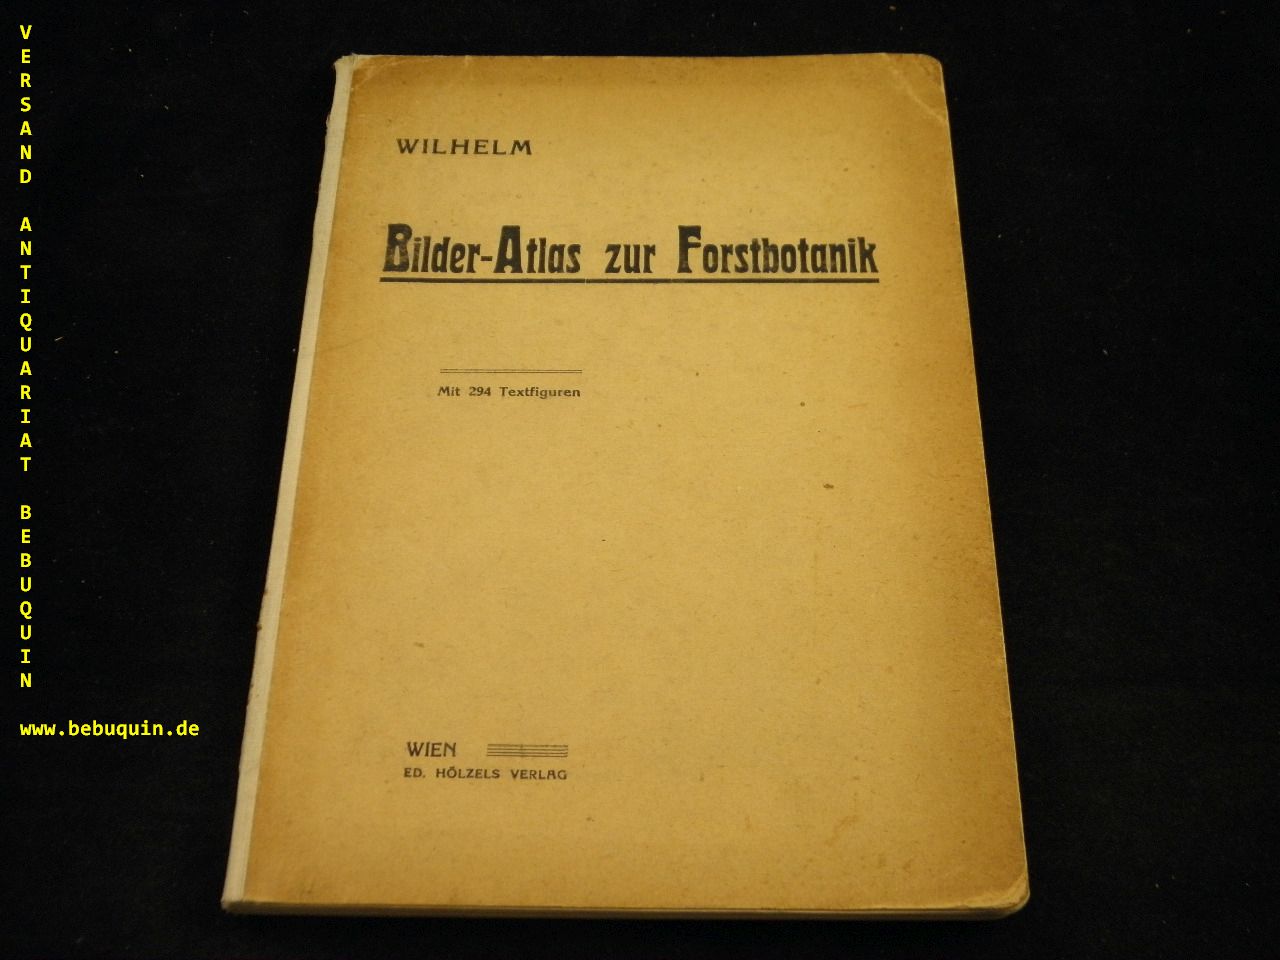 VERSAND ANTIQUARIAT BEBUQUIN
www.bebuquin.de
WILHELM
Bilder-Atlas zur Forstbotanik
Mit 294 Textfiguren
WIEN
ED. HÖLZELS VERLAG